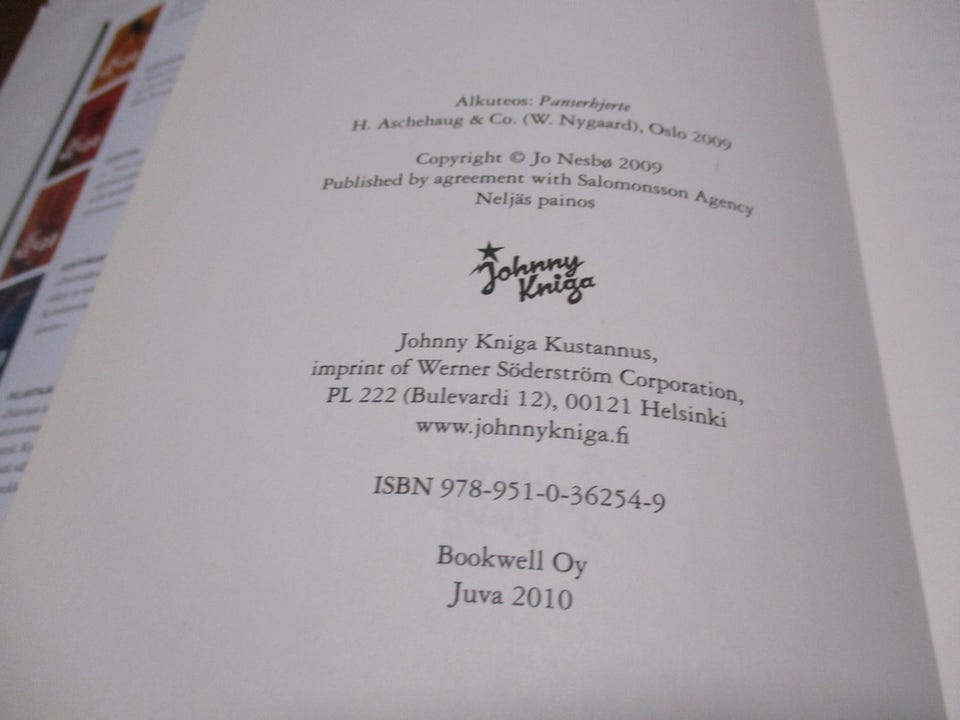 Alkuteos: Panserhjerte
H. Aschehaug & Co. (W. Nygaard), Oslo 2009
Copyright © Jo Nesbø 2009
Published by agreement with Salomonsson Agency
Neljäs painos
Johnny
Kniga
Johnny Kniga Kustannus,
imprint of Werner Söderström Corporation,
PL 222 (Bulevardi 12), 00121 Helsinki
www.johnnykniga.fi
ISBN 978-951-0-36254-9
Bookwell Oy
Juva 2010